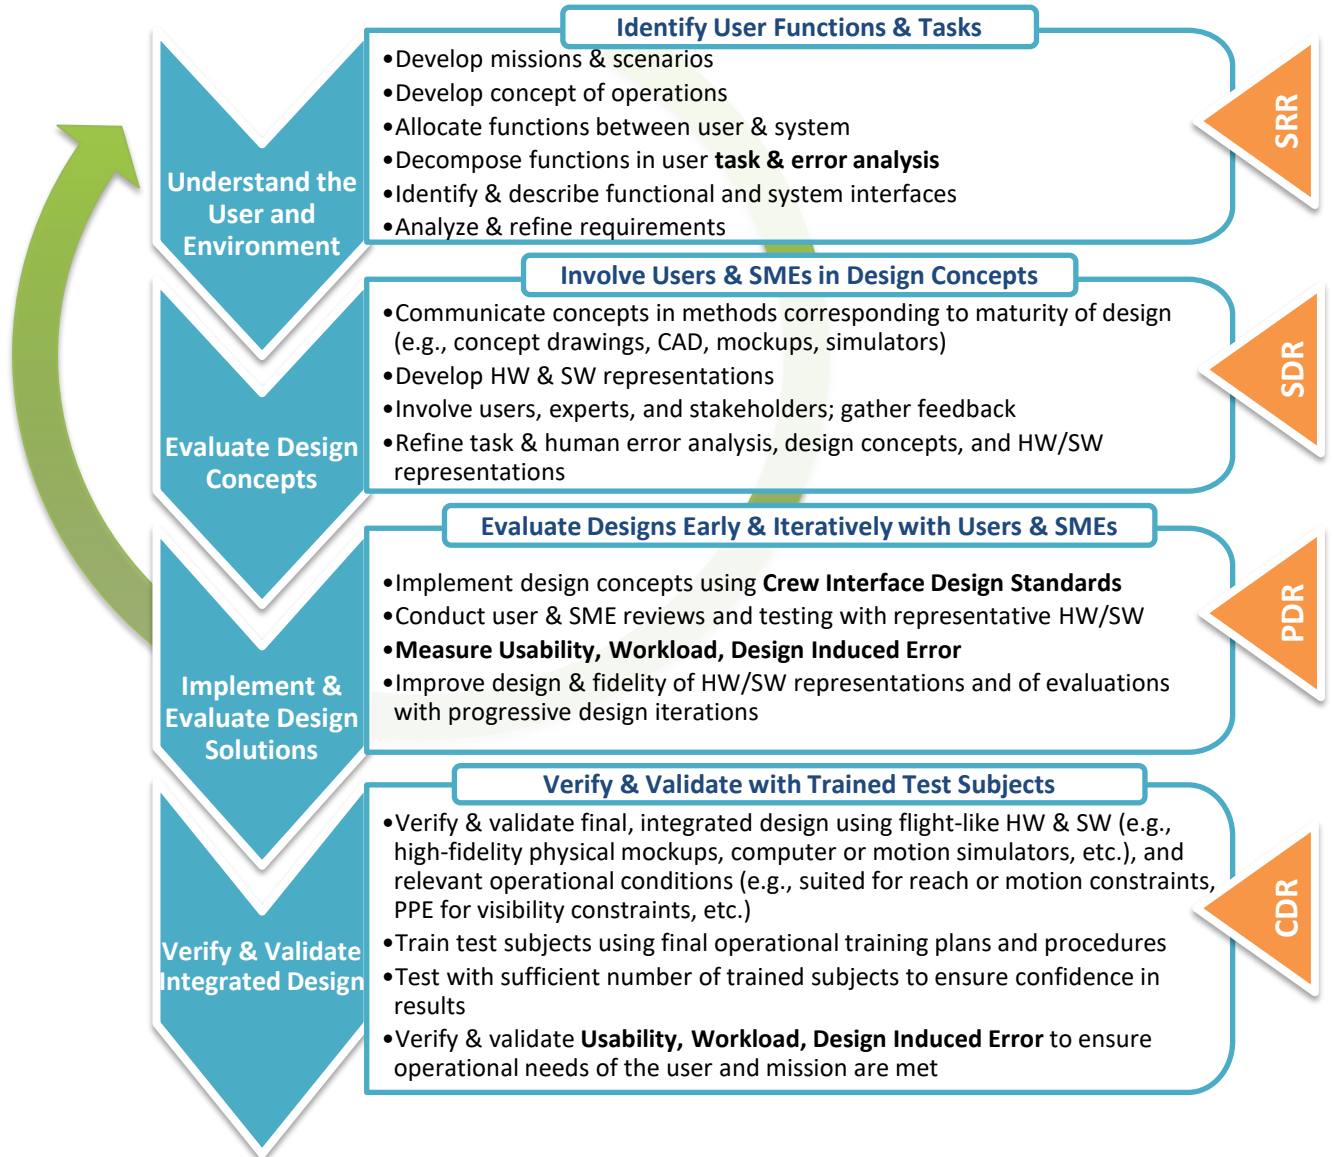 Identify User Functions & Tasks
Understand the
User and
Environment
•Develop missions & scenarios
•Develop concept of operations
•Allocate functions between user & system
•Decompose functions in user task & error analysis
•Identify & describe functional and system interfaces
•Analyze & refine requirements
SRR
Involve Users & SMEs in Design Concepts
Evaluate Design
Concepts
•Communicate concepts in methods corresponding to maturity of design
(e.g., concept drawings, CAD, mockups, simulators)
•Develop HW & SW representations
•Involve users, experts, and stakeholders; gather feedback
•Refine task & human error analysis, design concepts, and HW/SW
representations
SDR
Evaluate Designs Early & Iteratively with Users & SMEs
Implement &
Evaluate Design
Solutions
•Implement design concepts using Crew Interface Design Standards
•Conduct user & SME reviews and testing with representative HW/SW
•Measure Usability, Workload, Design Induced Error
•Improve design & fidelity of HW/SW representations and of evaluations
with progressive design iterations
PDR
Verify & Validate with Trained Test Subjects
Verify & Validate
Integrated Design
•Verify & validate final, integrated design using flight-like HW & SW (e.g.,
high-fidelity physical mockups, computer or motion simulators, etc.), and
relevant operational conditions (e.g., suited for reach or motion constraints,
PPE for visibility constraints, etc.)
•Train test subjects using final operational training plans and procedures
•Test with sufficient number of trained subjects to ensure confidence in
results
•Verify & validate Usability, Workload, Design Induced Error to ensure
operational needs of the user and mission are met
CDR